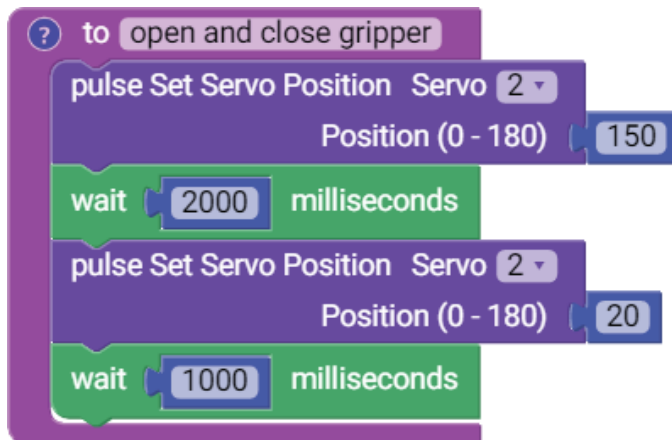 ? to open and close gripper
pulse Set Servo Position Servo 2
Position (0 - 180) 150
wait 2000 milliseconds
pulse Set Servo Position Servo 2
Position (0 - 180) 20
wait 1000 milliseconds